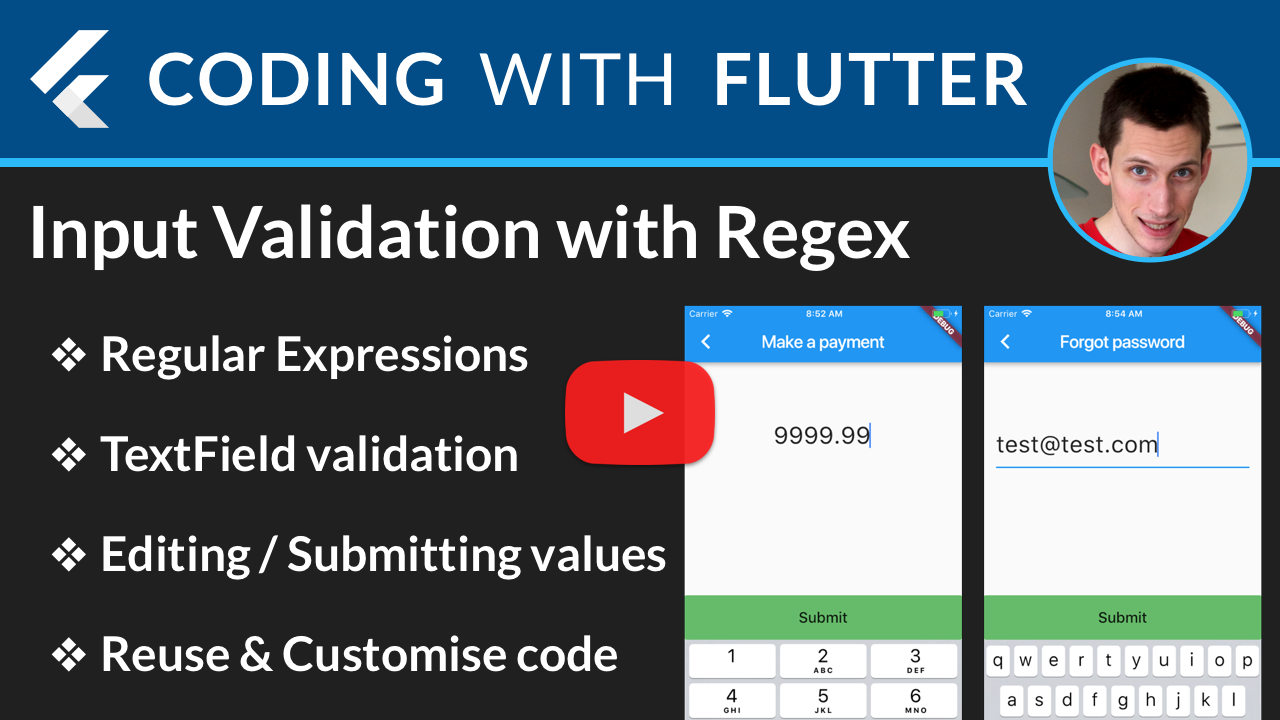 CODING WITH FLUTTER
Input Validation with Regex
❖ Regular Expressions
❖ TextField validation
❖ Editing / Submitting values
❖ Reuse & Customise code
Carrier 8:52 AM
DEBUG
Make a payment
9999.99
Submit
1 2 3
ABC DEF
4 5 6
GHI JKL MNO
Carrier 8:54 AM
DEBUG
Forgot password
test@test.com
Submit
q w e r t y u i o p
a s d f g h j k l